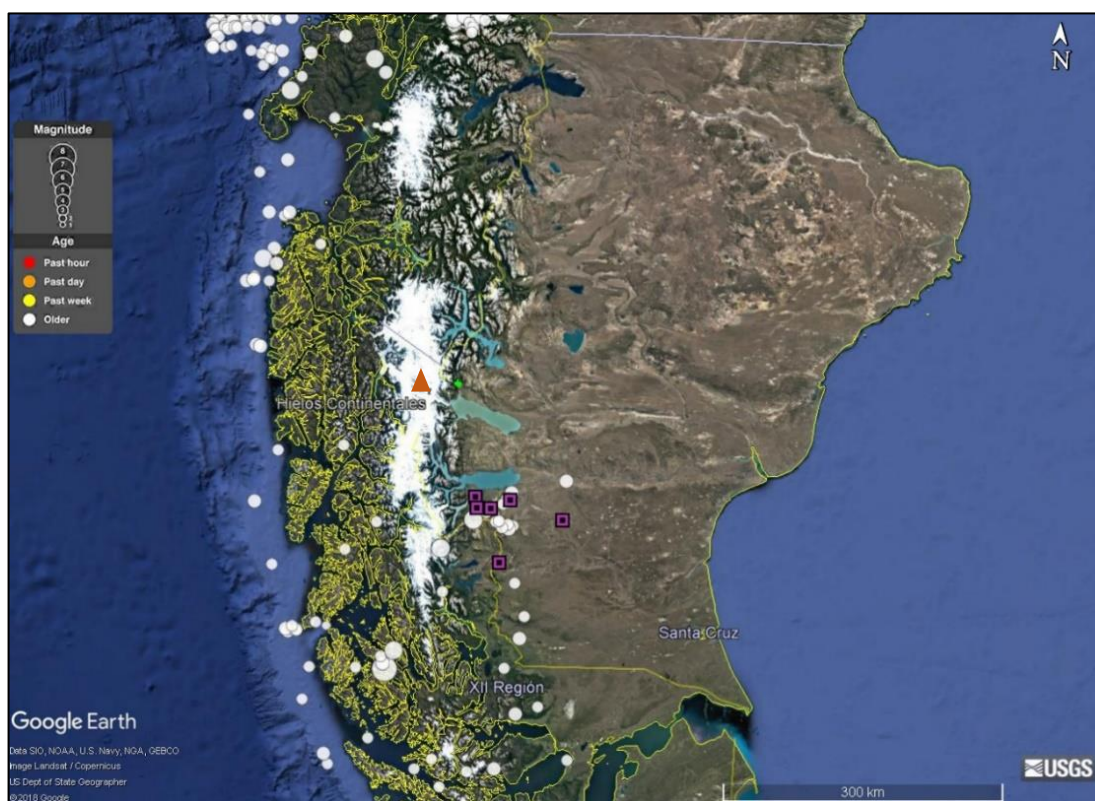 N
Magnitude
8
7
6
5
4
3
2
1
Age
Past hour
Past day
Past week
Older
Hielos Continentales
Santa Cruz
XII Región
Google Earth
Data SIO, NOAA, U.S. Navy, NGA, GEBCO
Image Landsat / Copernicus
US Dept of State Geographer
© 2018 Google
USGS
300 km